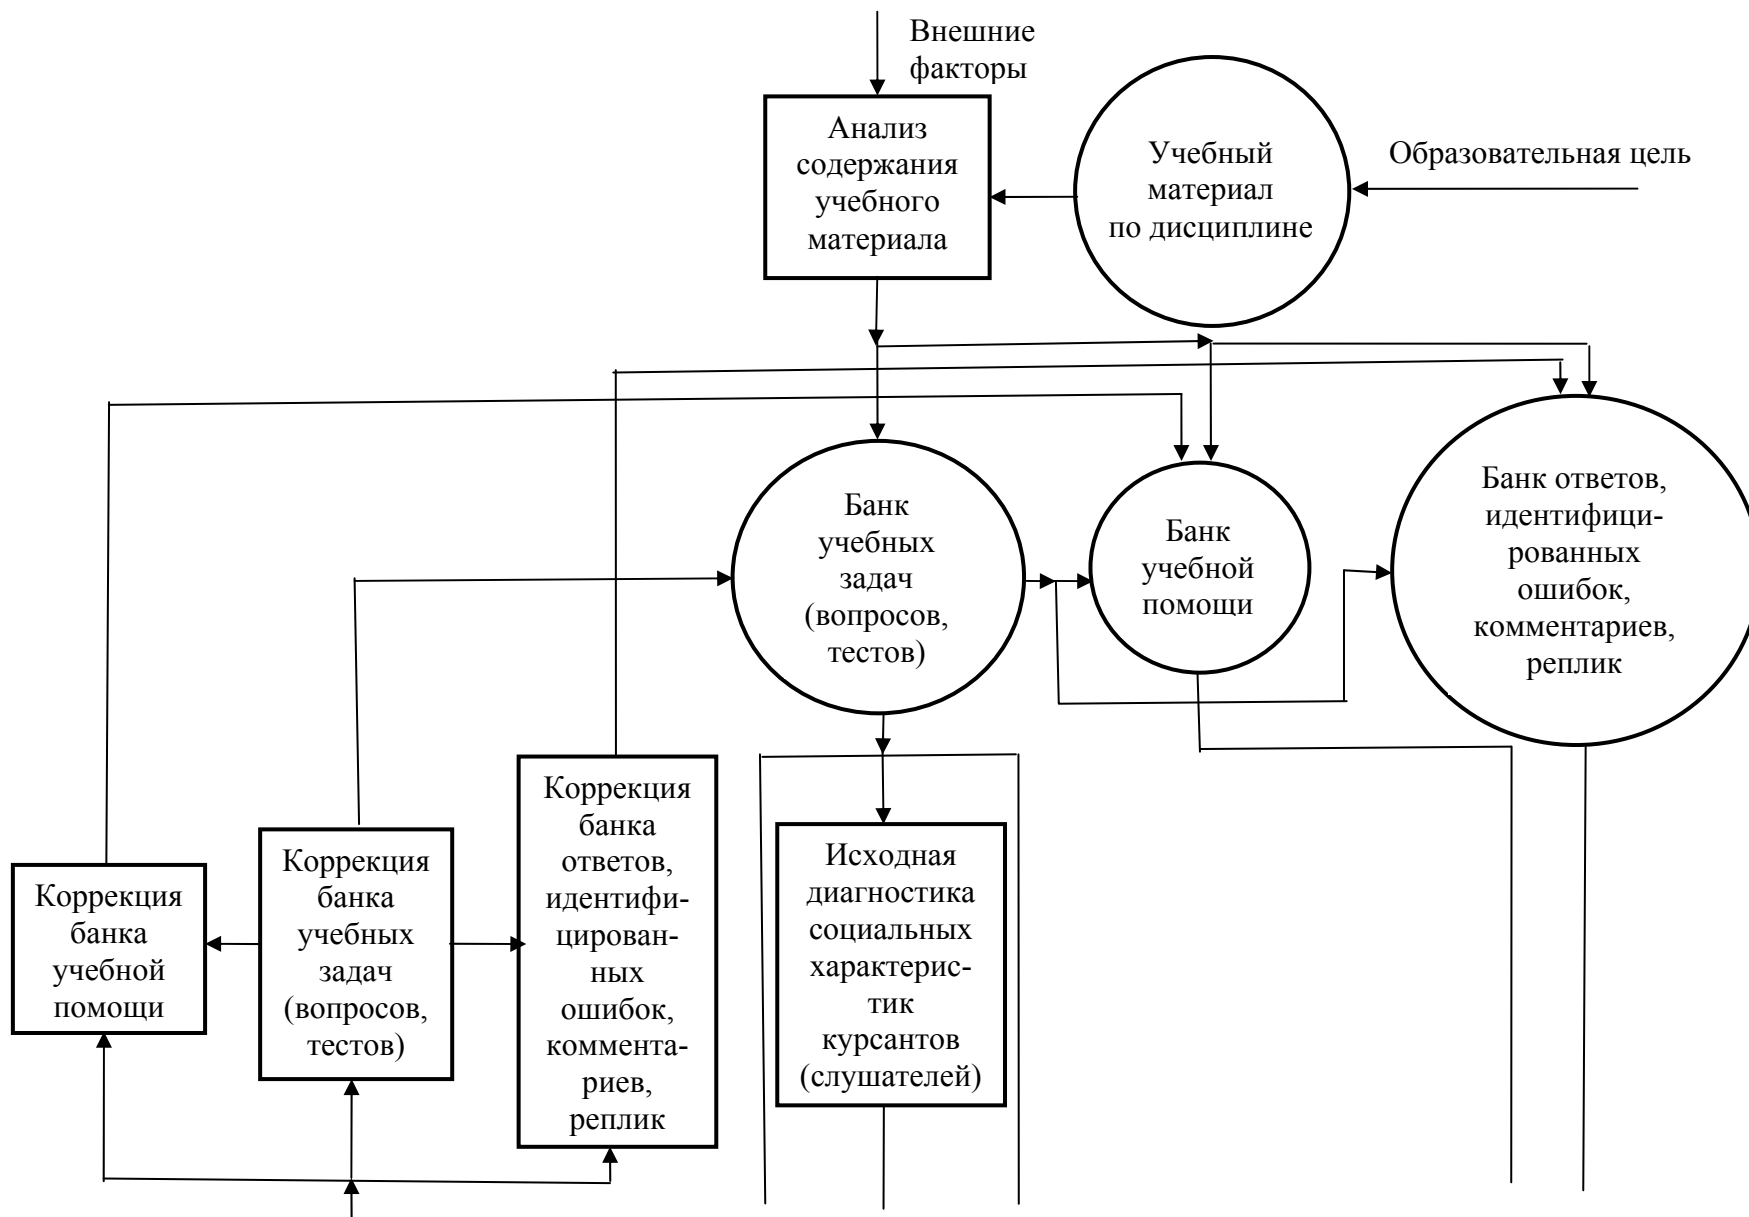 Внешние
факторы
Анализ
содержания
учебного
материала
Учебный
материал
по дисциплине
Образовательная цель
Банк
учебных
задач
(вопросов,
тестов)
Банк
учебной
помощи
Банк ответов,
идентифици-
рованных
ошибок,
комментариев,
реплик
Коррекция
банка
учебной
помощи
Коррекция
банка
учебных
задач
(вопросов,
тестов)
Коррекция
банка
ответов,
идентифи-
цирован-
ных
ошибок,
коммента-
риев,
реплик
Исходная
диагностика
социальных
характерис-
тик
курсантов
(слушателей)